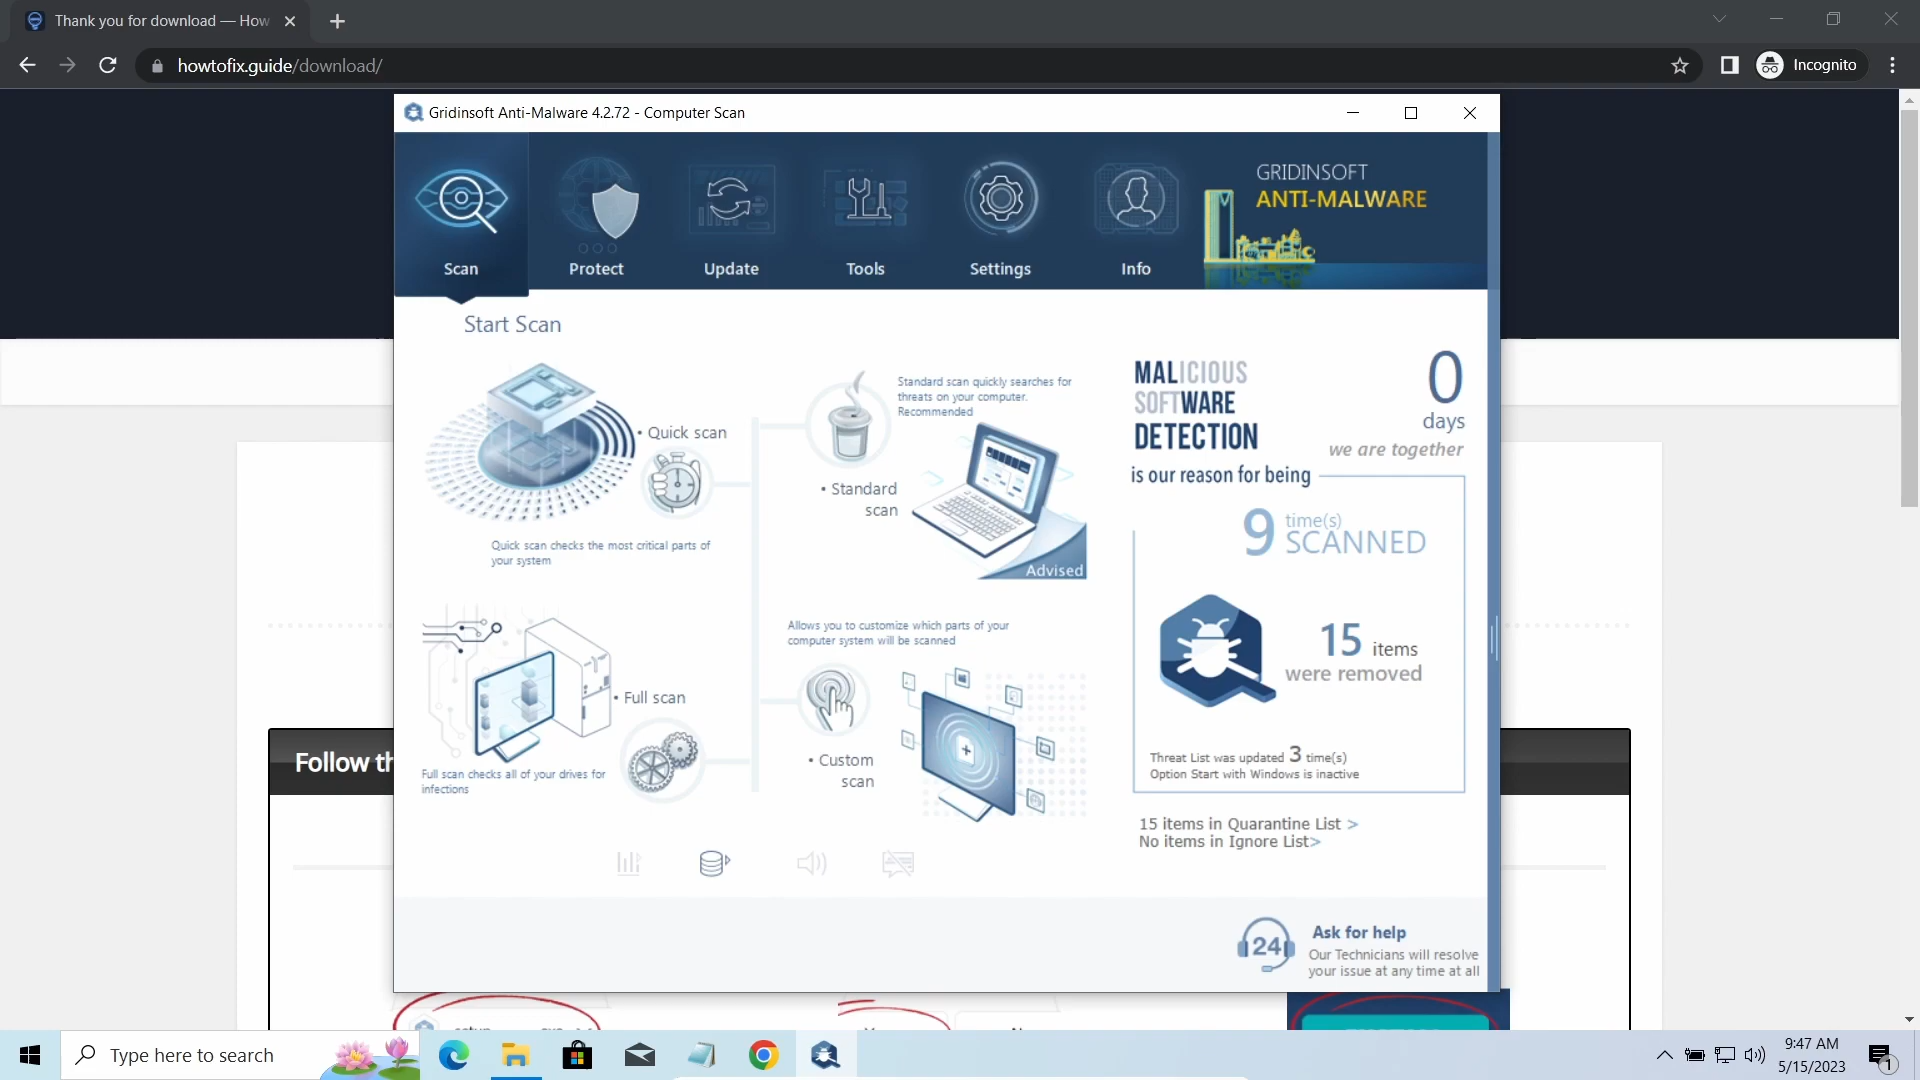 Thank you for download — How
howtofix.guide/download/
Incognito
Gridinsoft Anti-Malware 4.2.72 - Computer Scan
Scan
Protect
Update
Tools
Settings
Info
GRIDINSOFT
ANTI-MALWARE
Start Scan
• Quick scan
Quick scan checks the most critical parts of
your system
Standard scan quickly searches for
threats on your computer.
Recommended
• Standard
scan
Advised
• Full scan
Full scan checks all of your drives for
infections
Allows you to customize which parts of your
computer system will be scanned
• Custom
scan
MALICIOUS
SOFTWARE
DETECTION
is our reason for being
0
days
we are together
9 time(s)
SCANNED
15 items
were removed
Threat List was updated 3 time(s)
Option Start with Windows is inactive
15 items in Quarantine List >
No items in Ignore List>
24
Ask for help
Our Technicians will resolve
your issue at any time at all
Follow th
Type here to search
9:47 AM
5/15/2023
1